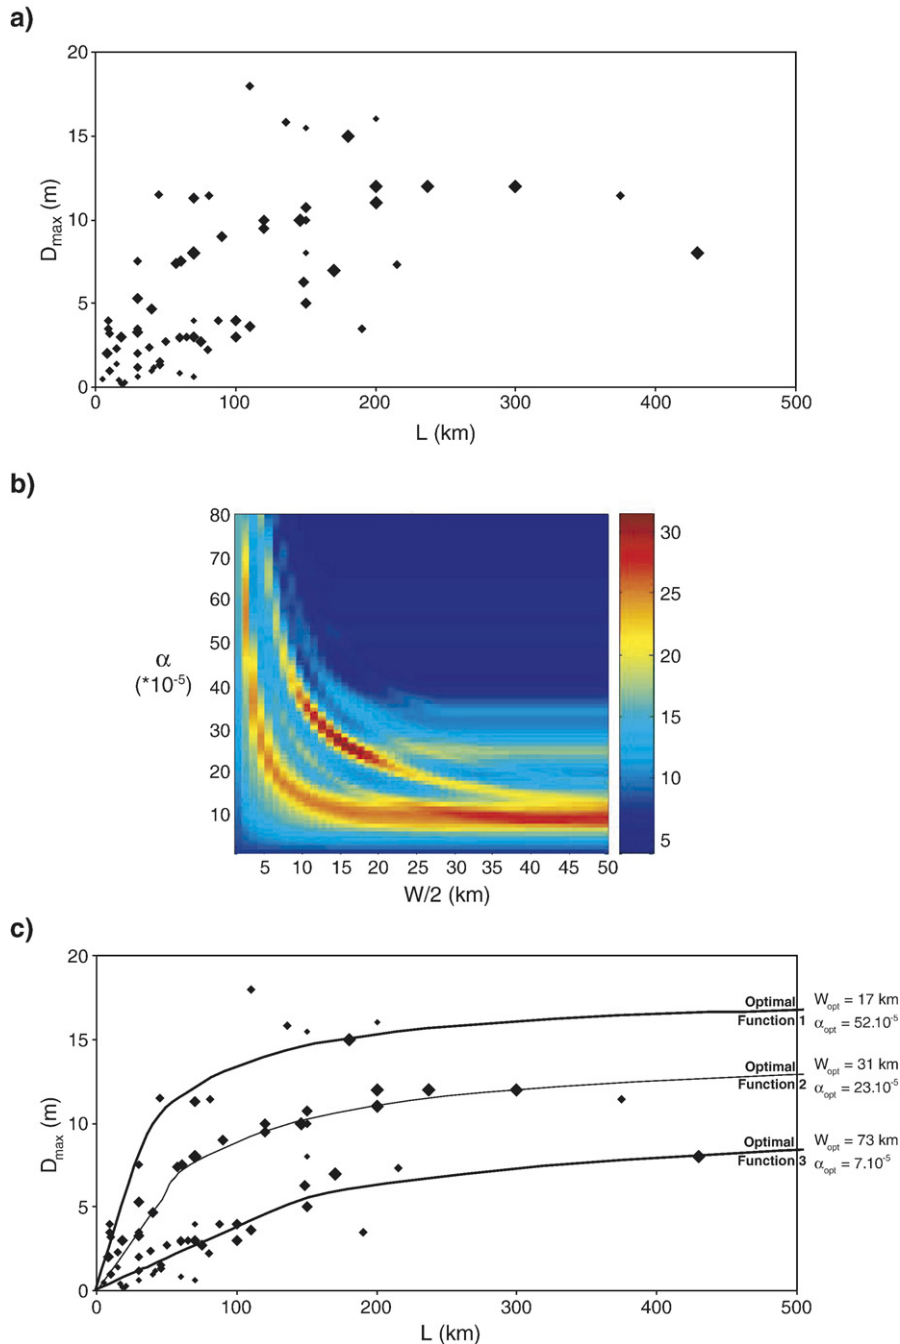 a)
20
15
10
5
0
D_max (m)
0 100 200 300 400 500
L (km)
b)
80
70
60
50
40
30
20
10
α
(*10⁻⁵)
5 10 15 20 25 30 35 40 45 50
W/2 (km)
30
25
20
15
10
5
c)
20
15
10
5
0
D_max (m)
Optimal
Function 1
W_opt = 17 km
α_opt = 52.10⁻⁵
Optimal
Function 2
W_opt = 31 km
α_opt = 23.10⁻⁵
Optimal
Function 3
W_opt = 73 km
α_opt = 7.10⁻⁵
0 100 200 300 400 500
L (km)